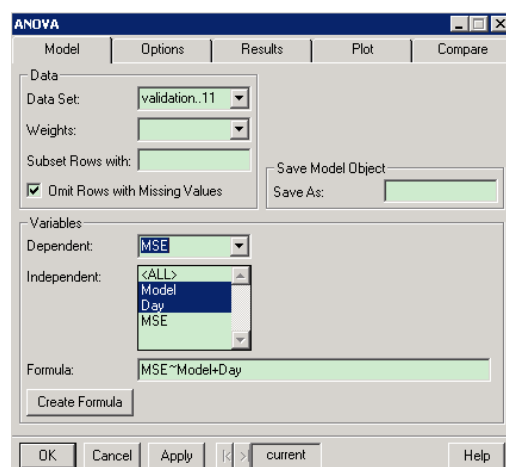 ANOVA
Model Options Results Plot Compare
Data
Data Set: validation..11
Weights:
Subset Rows with:
Omit Rows with Missing Values
Save Model Object
Save As:
Variables
Dependent: MSE
Independent: <ALL>
Model
Day
MSE
Formula: MSE~Model+Day
Create Formula
OK Cancel Apply |< >| current Help